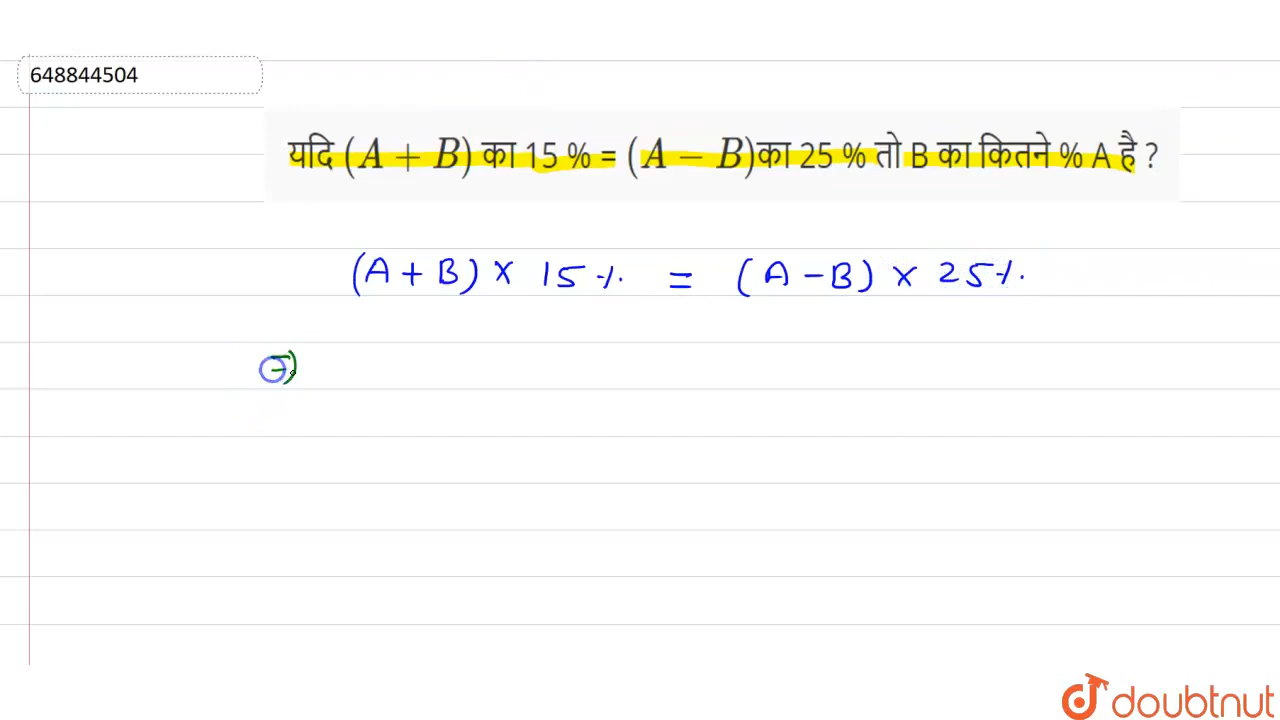 648844504
यदि (A + B) का 15 % = (A − B)का 25 % तो B का कितने % A है ?
(A + B) × 15 % = (A − B) × 25 %
⇒)
doubtnut